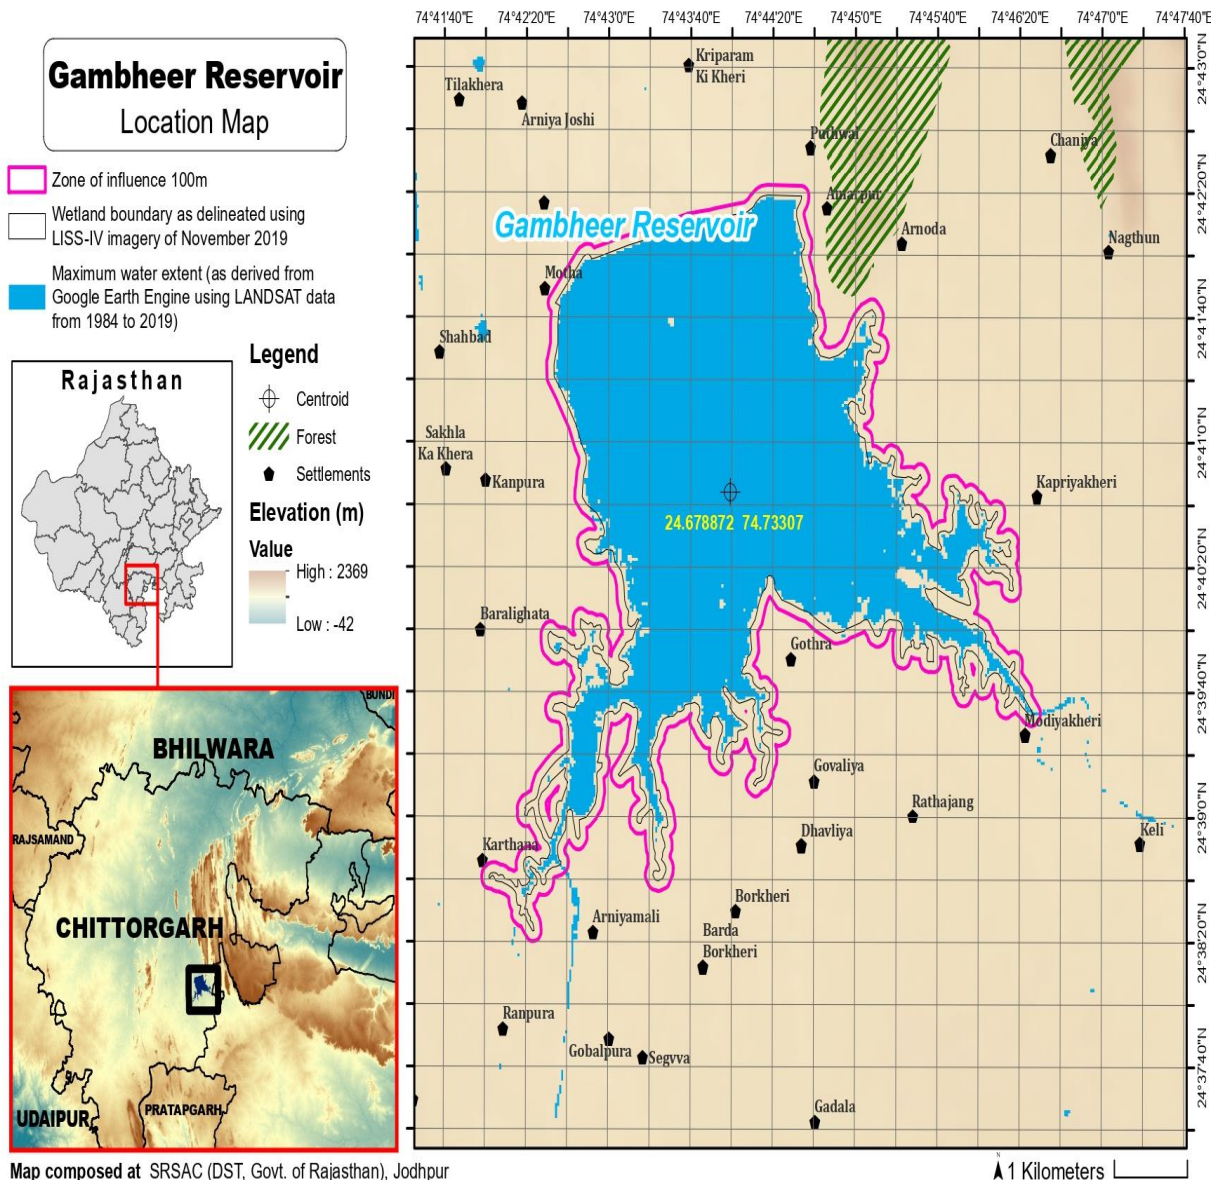 Gambheer Reservoir
Location Map
Zone of influence 100m
Wetland boundary as delineated using
LISS-IV imagery of November 2019
Maximum water extent (as derived from
Google Earth Engine using LANDSAT data
from 1984 to 2019)
Rajasthan
Legend
Centroid
Forest
Settlements
Elevation (m)
Value
High : 2369
Low : -42
BUNDI
BHILWARA
RAJSAMAND
CHITTORGARH
UDAIPUR
PRATAPGARH
Map composed at SRSAC (DST, Govt. of Rajasthan), Jodhpur
74°41'40"E 74°42'20"E 74°43'0"E 74°43'40"E 74°44'20"E 74°45'0"E 74°45'40"E 74°46'20"E 74°47'0"E 74°47'40"E
24°43'0"N
24°42'20"N
24°41'40"N
24°41'0"N
24°40'20"N
24°39'40"N
24°39'0"N
24°38'20"N
24°37'40"N
Kriparam
Ki Kheri
Tilakhera
Arniya Joshi
Puthwai
Chaniya
Amarpur
Arnoda
Nagthun
Gambheer Reservoir
Motha
Shahbad
Sakhla
Ka Khera
Kanpura
Kapriyakheri
24.678872 74.73307
Baralighata
Gothra
Modiyakheri
Govaliya
Rathajang
Dhavliya
Keli
Karthana
Borkheri
Arniyamali
Barda
Borkheri
Ranpura
Gobalpura
Segvva
Gadala
N
1 Kilometers